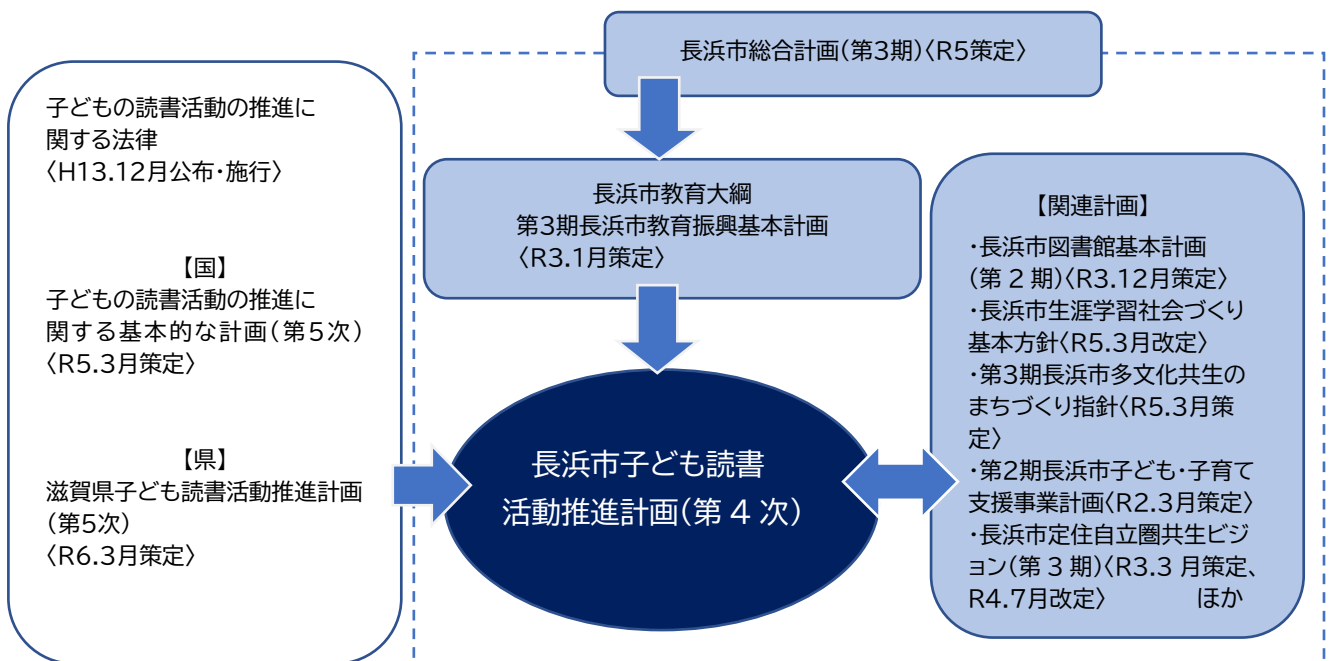 長浜市総合計画(第3期)〈R5策定〉
子どもの読書活動の推進に
関する法律
〈H13.12月公布・施行〉
【国】
子どもの読書活動の推進に
関する基本的な計画(第5次)
〈R5.3月策定〉
【県】
滋賀県子ども読書活動推進計画
(第5次)
〈R6.3月策定〉
長浜市教育大綱
第3期長浜市教育振興基本計画
〈R3.1月策定〉
長浜市子ども読書
活動推進計画(第 4 次)
【関連計画】
・長浜市図書館基本計画
(第 2 期)〈R3.12月策定〉
・長浜市生涯学習社会づくり
基本方針〈R5.3月改定〉
・第3期長浜市多文化共生の
まちづくり指針〈R5.3月策
定〉
・第2期長浜市子ども・子育て
支援事業計画〈R2.3月策定〉
・長浜市定住自立圏共生ビジ
ョン(第 3 期)〈R3.3 月策定、
R4.7月改定〉 ほか